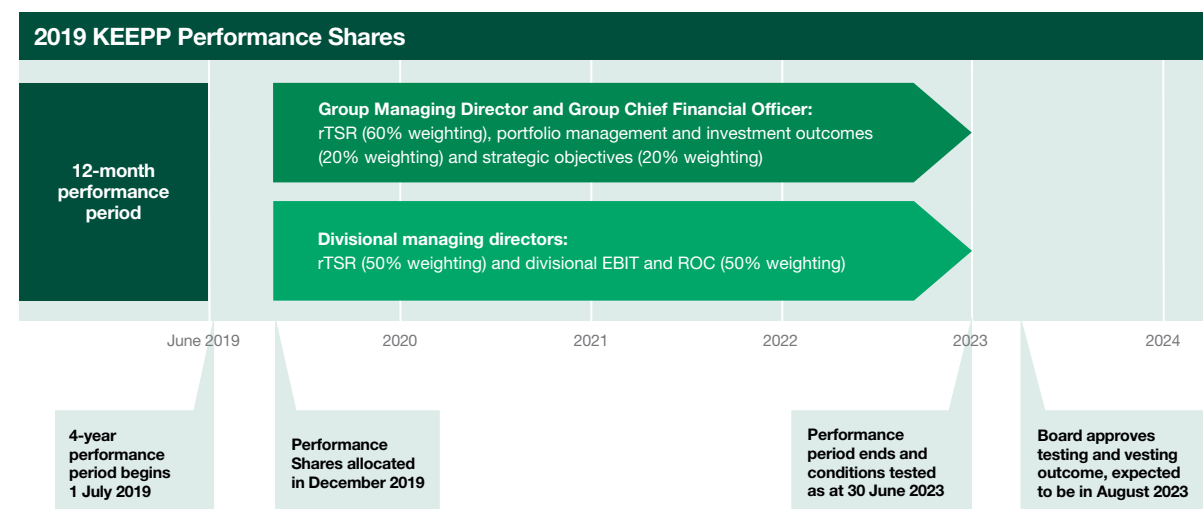 2019 KEEPP Performance Shares
12-month
performance
period
Group Managing Director and Group Chief Financial Officer:
rTSR (60% weighting), portfolio management and investment outcomes
(20% weighting) and strategic objectives (20% weighting)
Divisional managing directors:
rTSR (50% weighting) and divisional EBIT and ROC (50% weighting)
June 2019
2020
2021
2022
2023
2024
4-year
performance
period begins
1 July 2019
Performance
Shares allocated
in December 2019
Performance
period ends and
conditions tested
as at 30 June 2023
Board approves
testing and vesting
outcome, expected
to be in August 2023